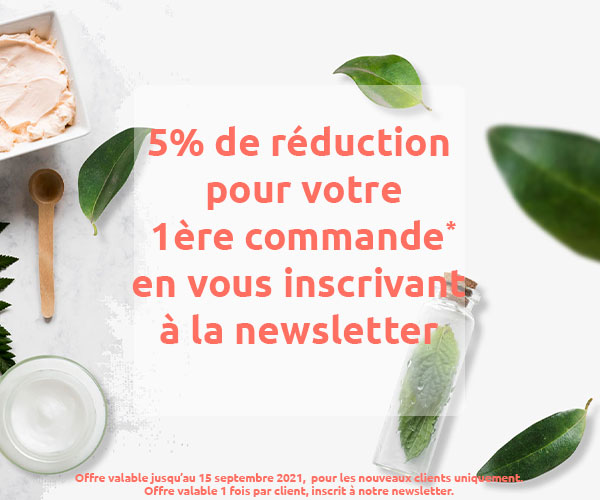 5% de réduction
pour votre
1ère commande*
en vous inscrivant
à la newsletter
Offre valable jusqu'au 15 septembre 2021, pour les nouveaux clients uniquement.
Offre valable 1 fois par client, inscrit à notre newsletter.